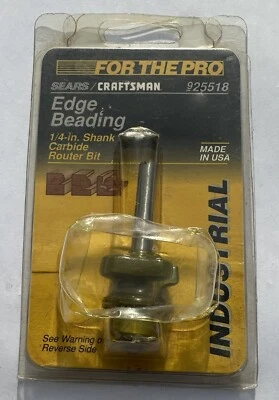 FOR THE PRO
SEARS / CRAFTSMAN 925518
Edge
Beading
1/4-in. Shank
Carbide
Router Bit
MADE
IN USA
INDUSTRIAL
See Warning o
Reverse Side